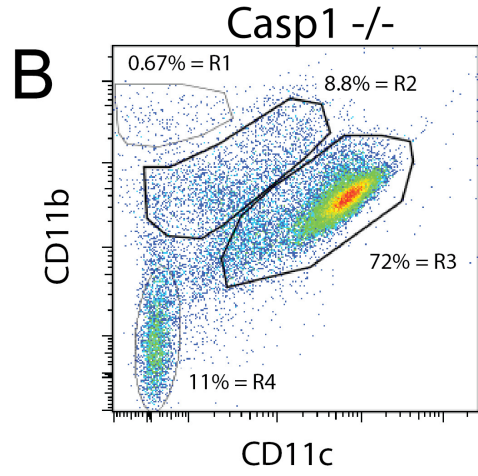 Casp1 -/-
B
0.67% = R1
8.8% = R2
CD11b
72% = R3
11% = R4
CD11c